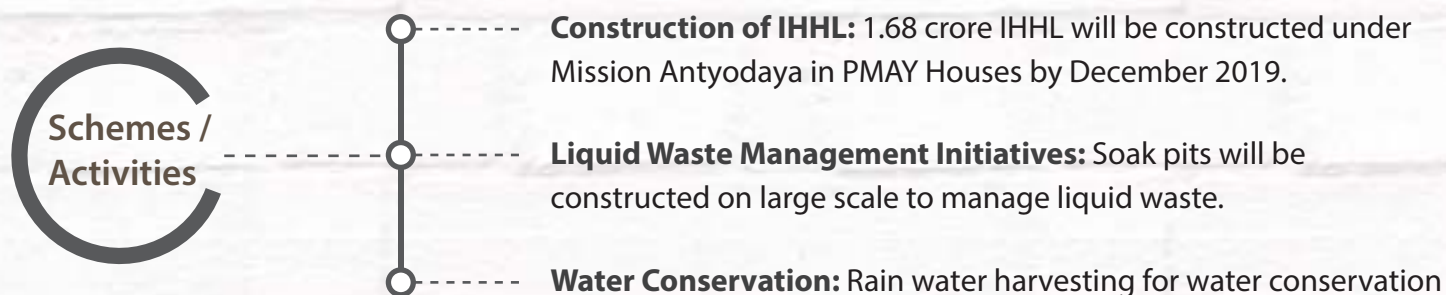 Schemes /
Activities
Construction of IHHL: 1.68 crore IHHL will be constructed under
Mission Antyodaya in PMAY Houses by December 2019.
Liquid Waste Management Initiatives: Soak pits will be
constructed on large scale to manage liquid waste.
Water Conservation: Rain water harvesting for water conservation